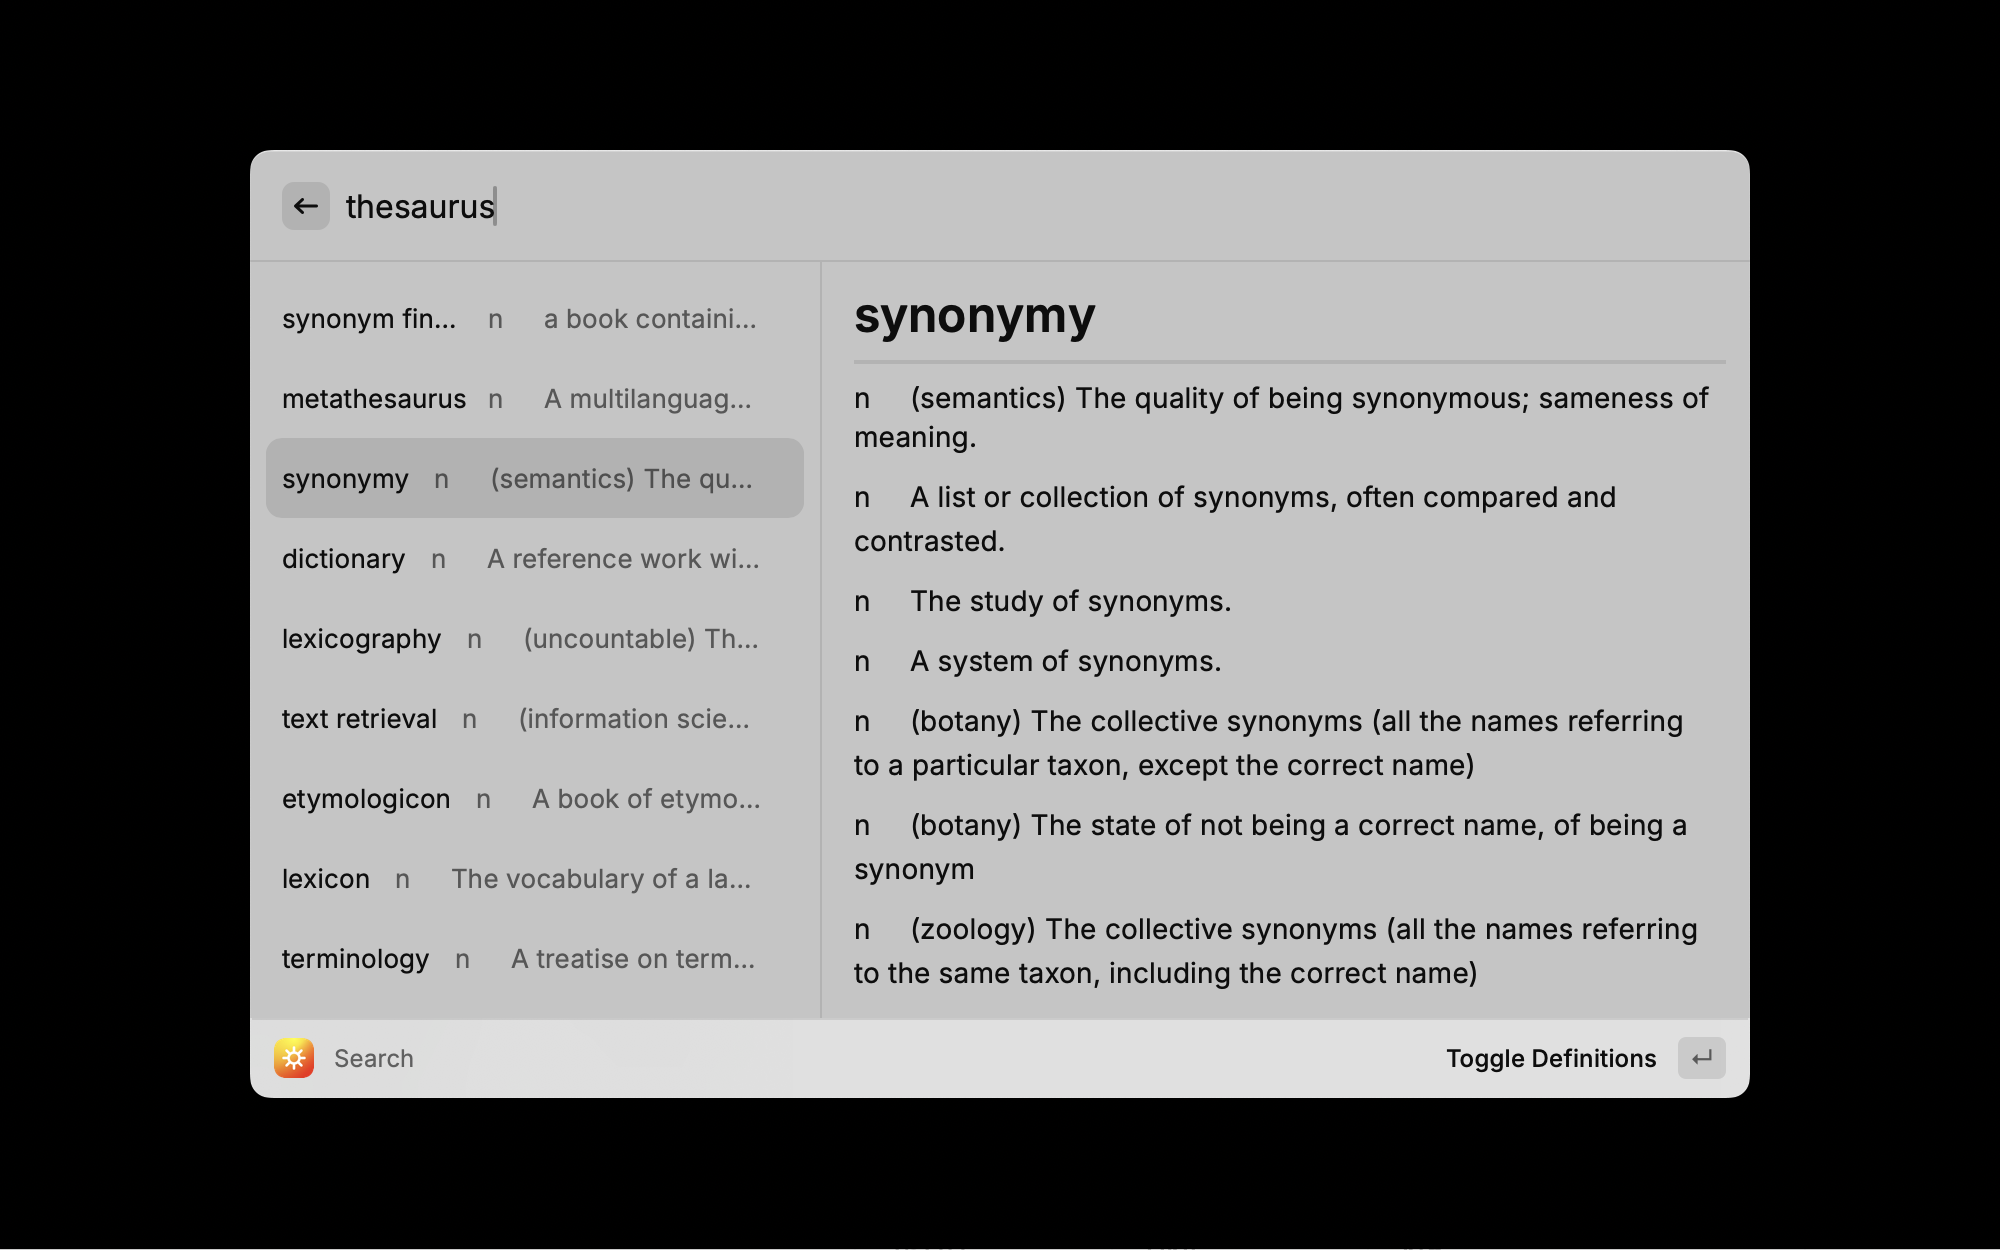 thesaurus
synonym fin... n a book containi...
metathesaurus n A multilanguag...
synonymy n (semantics) The qu...
dictionary n A reference work wi...
lexicography n (uncountable) Th...
text retrieval n (information scie...
etymologicon n A book of etymo...
lexicon n The vocabulary of a la...
terminology n A treatise on term...
synonymy
n (semantics) The quality of being synonymous; sameness of
meaning.
n A list or collection of synonyms, often compared and
contrasted.
n The study of synonyms.
n A system of synonyms.
n (botany) The collective synonyms (all the names referring
to a particular taxon, except the correct name)
n (botany) The state of not being a correct name, of being a
synonym
n (zoology) The collective synonyms (all the names referring
to the same taxon, including the correct name)
Search
Toggle Definitions